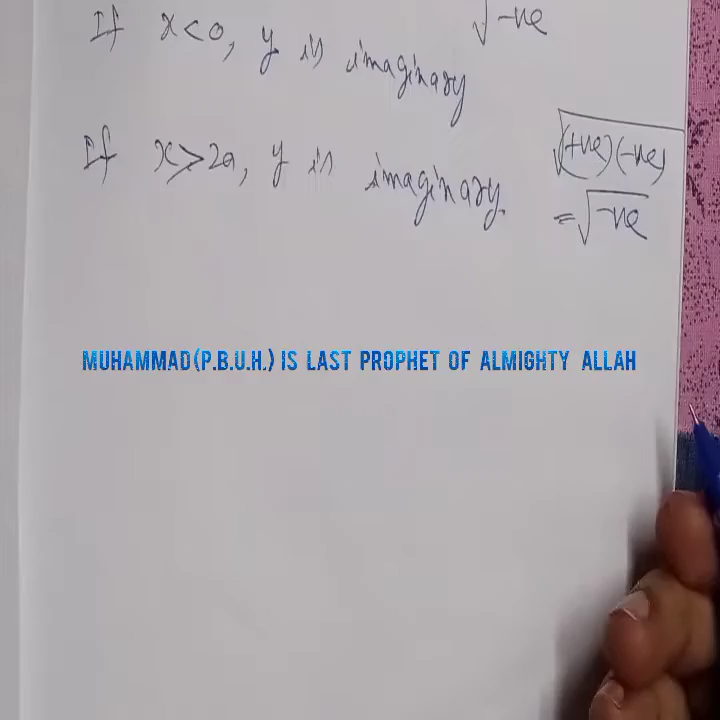 If x<0, y is imaginary √-ve
If x>2a, y is imaginary. √(+ve)(-ve)
=√-ve
MUHAMMAD(P.B.U.H.) IS LAST PROPHET OF ALMIGHTY ALLAH